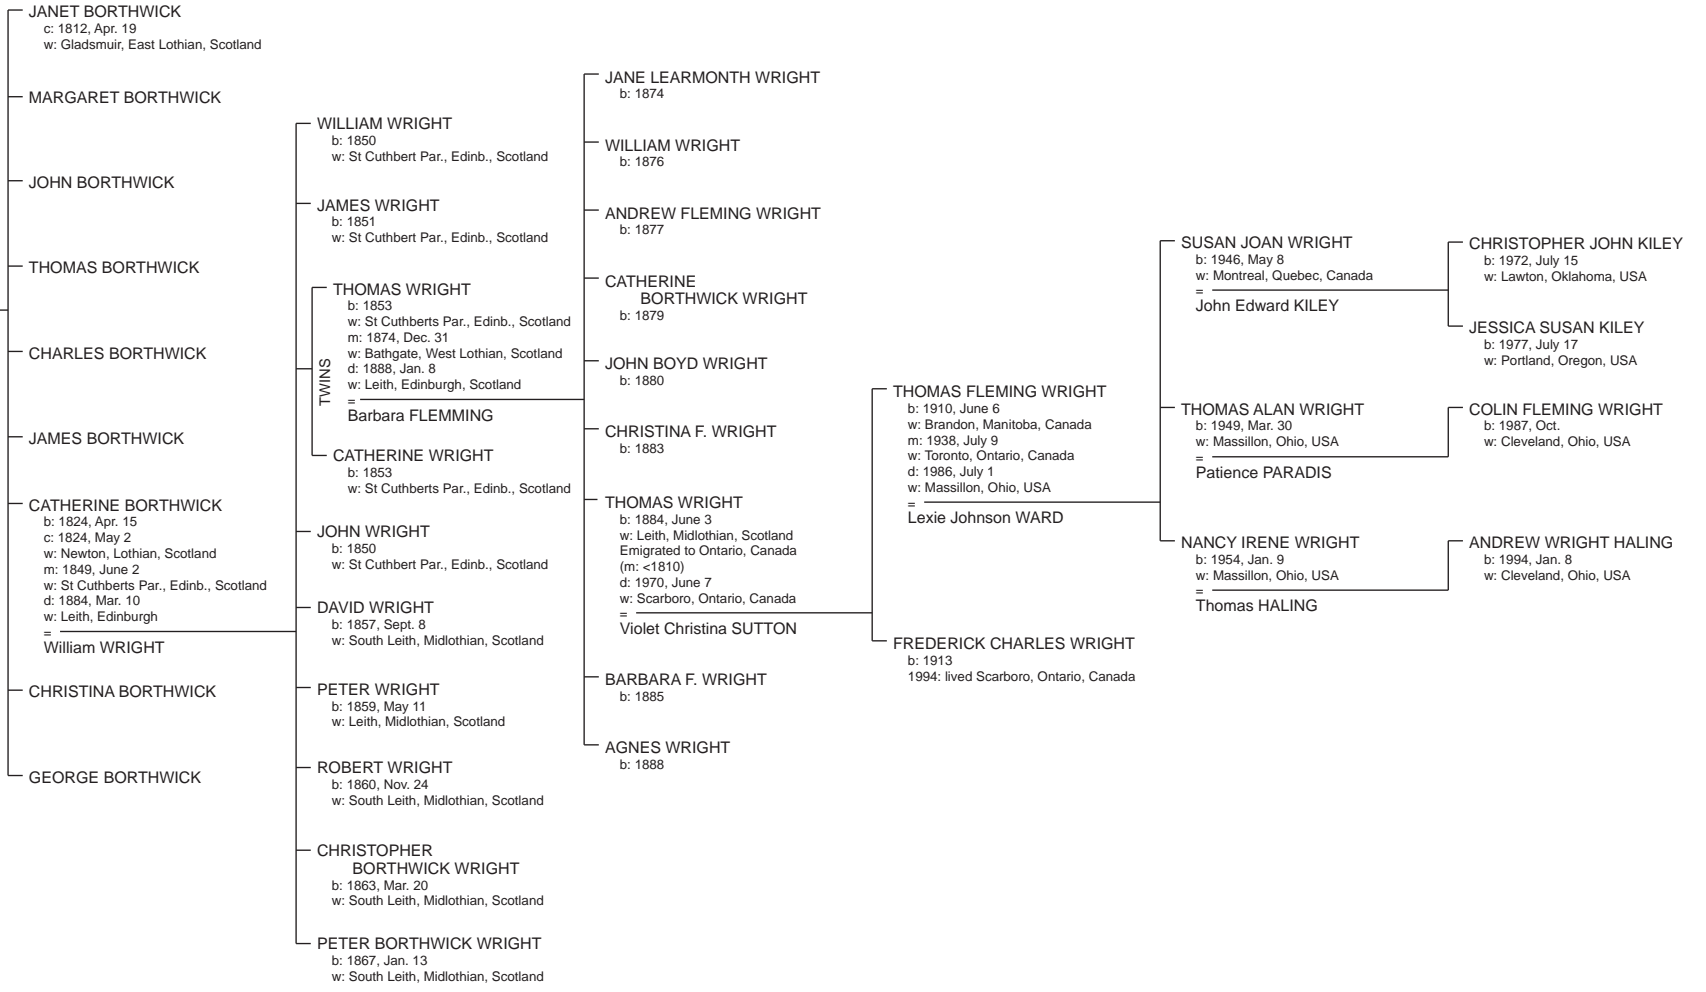 JANET BORTHWICK
c: 1812, Apr. 19
w: Gladsmuir, East Lothian, Scotland
MARGARET BORTHWICK
JOHN BORTHWICK
THOMAS BORTHWICK
CHARLES BORTHWICK
JAMES BORTHWICK
CATHERINE BORTHWICK
b: 1824, Apr. 15
c: 1824, May 2
w: Newton, Lothian, Scotland
m: 1849, June 2
w: St Cuthberts Par., Edinb., Scotland
d: 1884, Mar. 10
w: Leith, Edinburgh
=
William WRIGHT
CHRISTINA BORTHWICK
GEORGE BORTHWICK
WILLIAM WRIGHT
b: 1850
w: St Cuthbert Par., Edinb., Scotland
JAMES WRIGHT
b: 1851
w: St Cuthbert Par., Edinb., Scotland
TWINS
THOMAS WRIGHT
b: 1853
w: St Cuthberts Par., Edinb., Scotland
m: 1874, Dec. 31
w: Bathgate, West Lothian, Scotland
d: 1888, Jan. 8
w: Leith, Edinburgh, Scotland
=
Barbara FLEMMING
CATHERINE WRIGHT
b: 1853
w: St Cuthberts Par., Edinb., Scotland
JOHN WRIGHT
b: 1850
w: St Cuthbert Par., Edinb., Scotland
DAVID WRIGHT
b: 1857, Sept. 8
w: South Leith, Midlothian, Scotland
PETER WRIGHT
b: 1859, May 11
w: Leith, Midlothian, Scotland
ROBERT WRIGHT
b: 1860, Nov. 24
w: South Leith, Midlothian, Scotland
CHRISTOPHER
BORTHWICK WRIGHT
b: 1863, Mar. 20
w: South Leith, Midlothian, Scotland
PETER BORTHWICK WRIGHT
b: 1867, Jan. 13
w: South Leith, Midlothian, Scotland
JANE LEARMONTH WRIGHT
b: 1874
WILLIAM WRIGHT
b: 1876
ANDREW FLEMING WRIGHT
b: 1877
CATHERINE
BORTHWICK WRIGHT
b: 1879
JOHN BOYD WRIGHT
b: 1880
CHRISTINA F. WRIGHT
b: 1883
THOMAS WRIGHT
b: 1884, June 3
w: Leith, Midlothian, Scotland
Emigrated to Ontario, Canada
(m: <1810)
d: 1970, June 7
w: Scarboro, Ontario, Canada
=
Violet Christina SUTTON
BARBARA F. WRIGHT
b: 1885
AGNES WRIGHT
b: 1888
THOMAS FLEMING WRIGHT
b: 1910, June 6
w: Brandon, Manitoba, Canada
m: 1938, July 9
w: Toronto, Ontario, Canada
d: 1986, July 1
w: Massillon, Ohio, USA
=
Lexie Johnson WARD
FREDERICK CHARLES WRIGHT
b: 1913
1994: lived Scarboro, Ontario, Canada
SUSAN JOAN WRIGHT
b: 1946, May 8
w: Montreal, Quebec, Canada
=
John Edward KILEY
THOMAS ALAN WRIGHT
b: 1949, Mar. 30
w: Massillon, Ohio, USA
=
Patience PARADIS
NANCY IRENE WRIGHT
b: 1954, Jan. 9
w: Massillon, Ohio, USA
=
Thomas HALING
CHRISTOPHER JOHN KILEY
b: 1972, July 15
w: Lawton, Oklahoma, USA
JESSICA SUSAN KILEY
b: 1977, July 17
w: Portland, Oregon, USA
COLIN FLEMING WRIGHT
b: 1987, Oct.
w: Cleveland, Ohio, USA
ANDREW WRIGHT HALING
b: 1994, Jan. 8
w: Cleveland, Ohio, USA